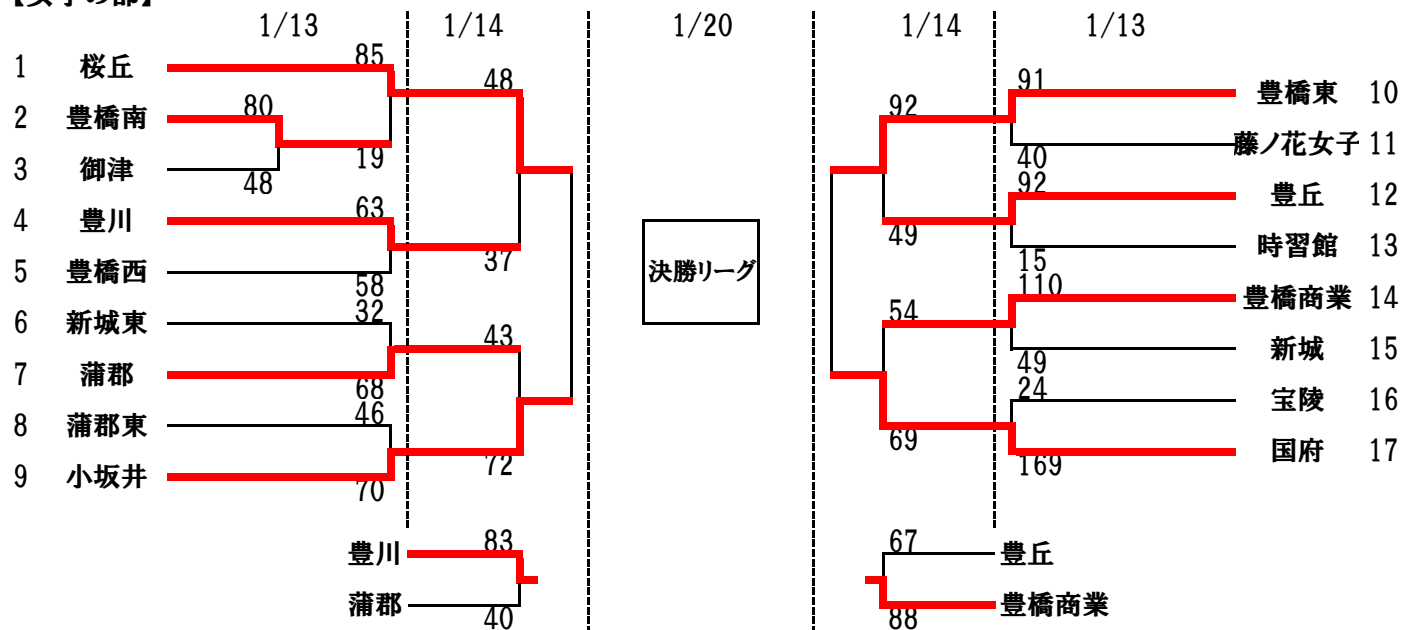 1/13 1/14 1/20 1/14 1/13
85
1 桜丘 48
91
80 92 豊橋東 10
2 豊橋南
19 40 藤ノ花女子 11
3 御津
48 92
63 豊丘 12
4 豊川
37 49 時習館 13
5 豊橋西 決勝リーグ 15
58 110
32 54 豊橋商業 14
6 新城東
43 新城 15
7 蒲郡 49
68 24
46 宝陵 16
8 蒲郡東
72 69 国府 17
9 小坂井 169
70
83 67
豊川 豊丘
蒲郡 豊橋商業
40 88